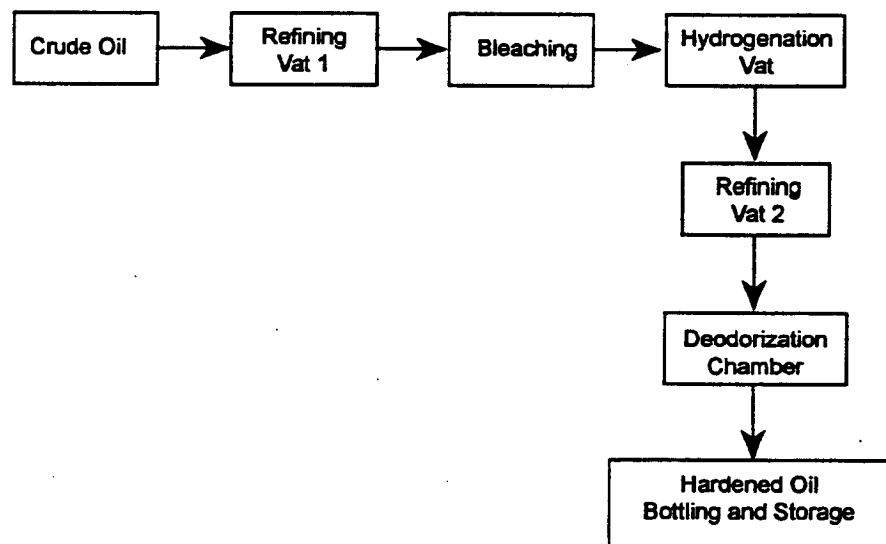 Crude Oil
Refining
Vat 1
Bleaching
Hydrogenation
Vat
Refining
Vat 2
Deodorization
Chamber
Hardened Oil
Bottling and Storage